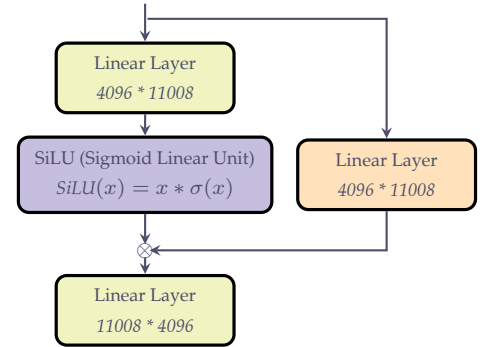 Linear Layer
4096 * 11008
SiLU (Sigmoid Linear Unit)
SiLU(x) = x ∗ σ(x)
Linear Layer
4096 * 11008
Linear Layer
11008 * 4096